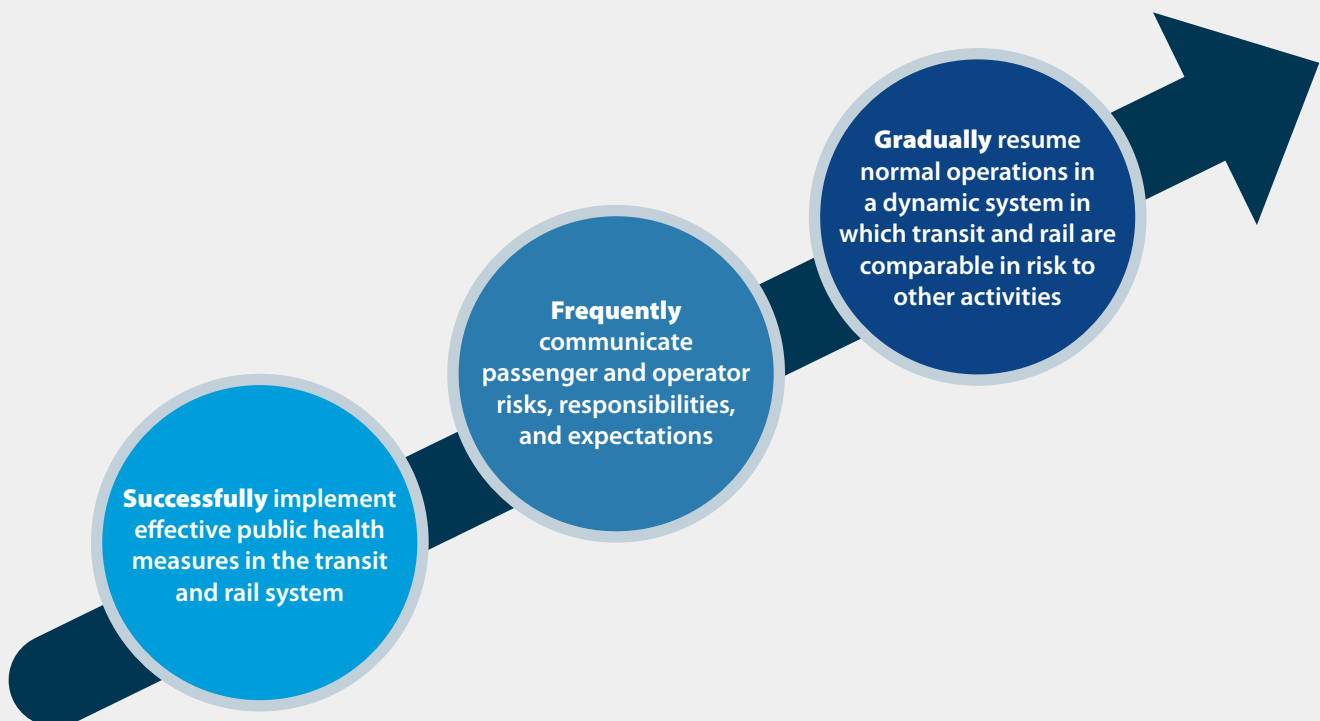 Successfully implement
effective public health
measures in the transit
and rail system
Frequently
communicate
passenger and operator
risks, responsibilities,
and expectations
Gradually resume
normal operations in
a dynamic system in
which transit and rail are
comparable in risk to
other activities